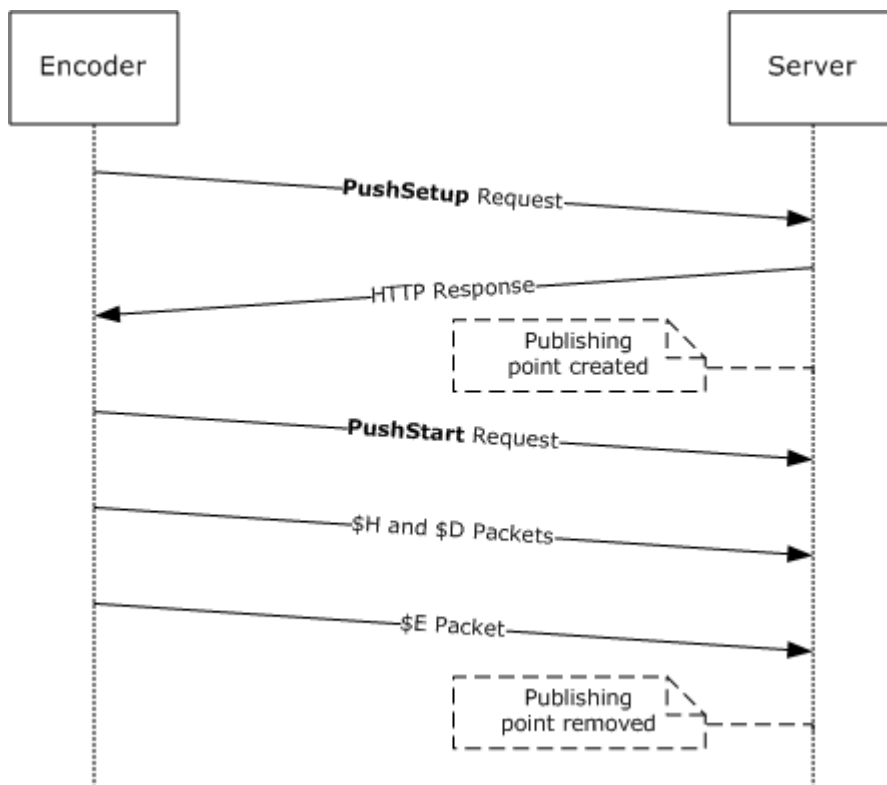 Encoder
Server
PushSetup Request
HTTP Response
Publishing
point created
PushStart Request
$H and $D Packets
$E Packet
Publishing
point removed